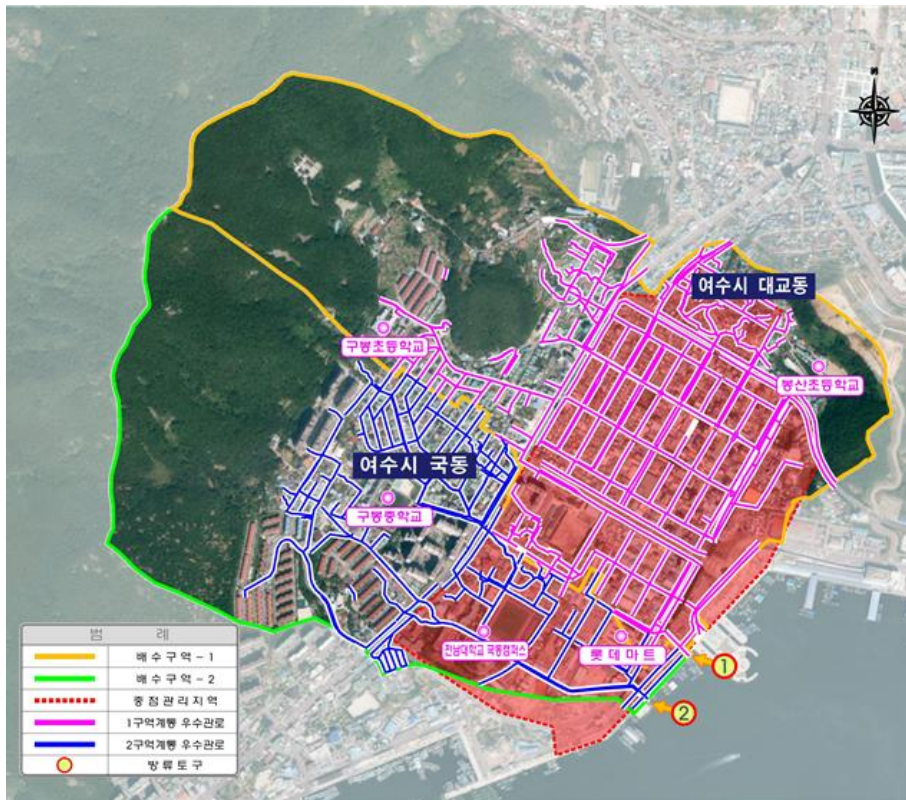 N
여수시 대교동
구봉초등학교
봉산초등학교
여수시 국동
구봉중학교
전남대학교 국동캠퍼스
롯데마트
1
2
범 례
배수구역-1
배수구역-2
중점관리지역
1구역계통 우수관로
2구역계통 우수관로
방류토구